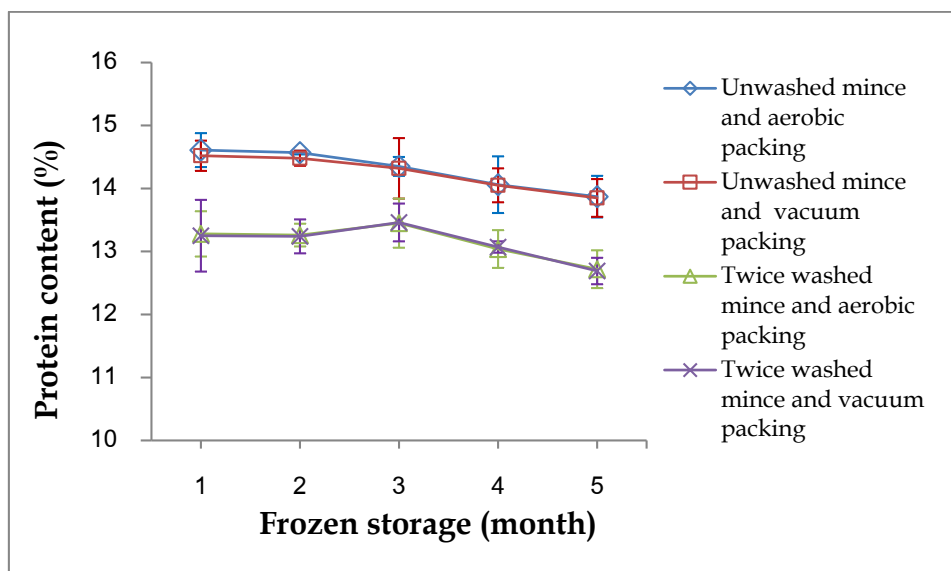 Protein content (%)
16
15
14
13
12
11
10
1 2 3 4 5
Frozen storage (month)
Unwashed mince
and aerobic
packing
Unwashed mince
and vacuum
packing
Twice washed
mince and aerobic
packing
Twice washed
mince and vacuum
packing